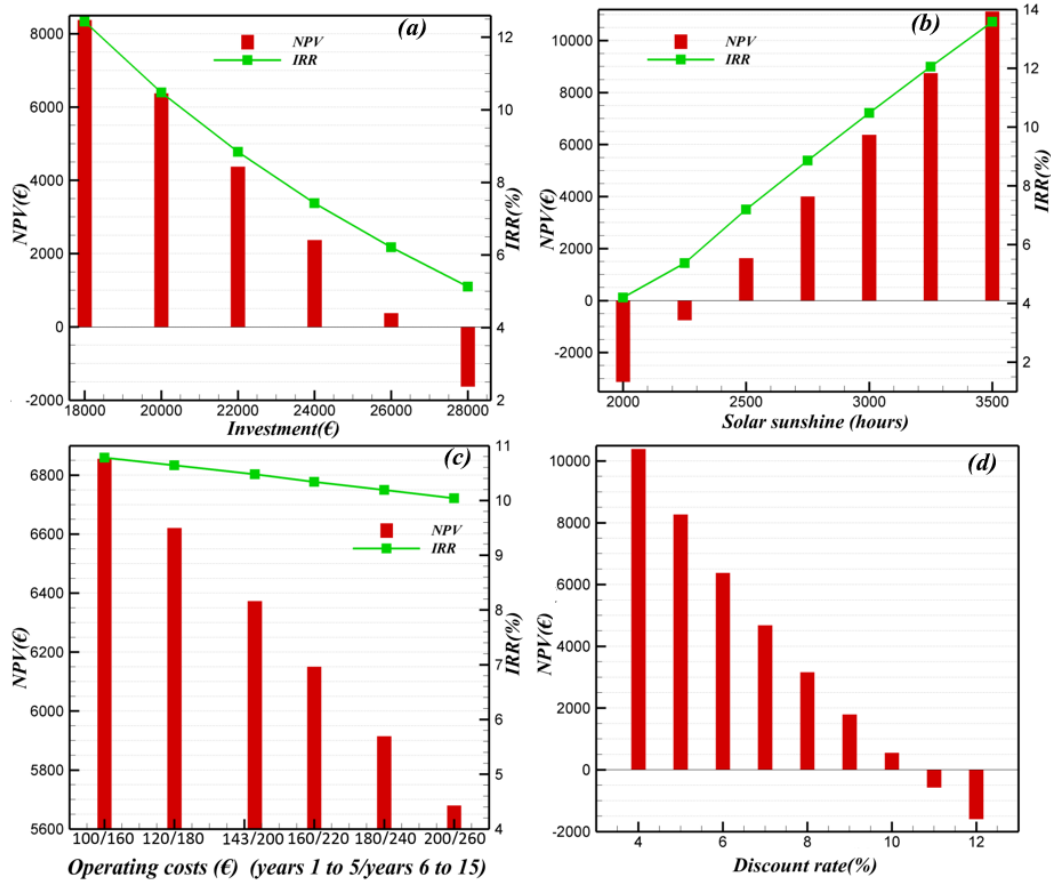 (a)
NPV
IRR
NPV(€)
8000
6000
4000
2000
0
-2000
IRR(%)
12
10
8
6
4
2
18000 20000 22000 24000 26000 28000
Investment(€)
(b)
NPV
IRR
NPV(€)
10000
8000
6000
4000
2000
0
-2000
IRR(%)
14
12
10
8
6
4
2
2000 2500 3000 3500
Solar sunshine (hours)
(c)
NPV
IRR
NPV(€)
6800
6600
6400
6200
6000
5800
5600
IRR(%)
11
10
9
8
7
6
5
4
100/160 120/180 143/200 160/220 180/240 200/260
Operating costs (€) (years 1 to 5/years 6 to 15)
(d)
NPV(€)
10000
8000
6000
4000
2000
0
-2000
4 6 8 10 12
Discount rate(%)